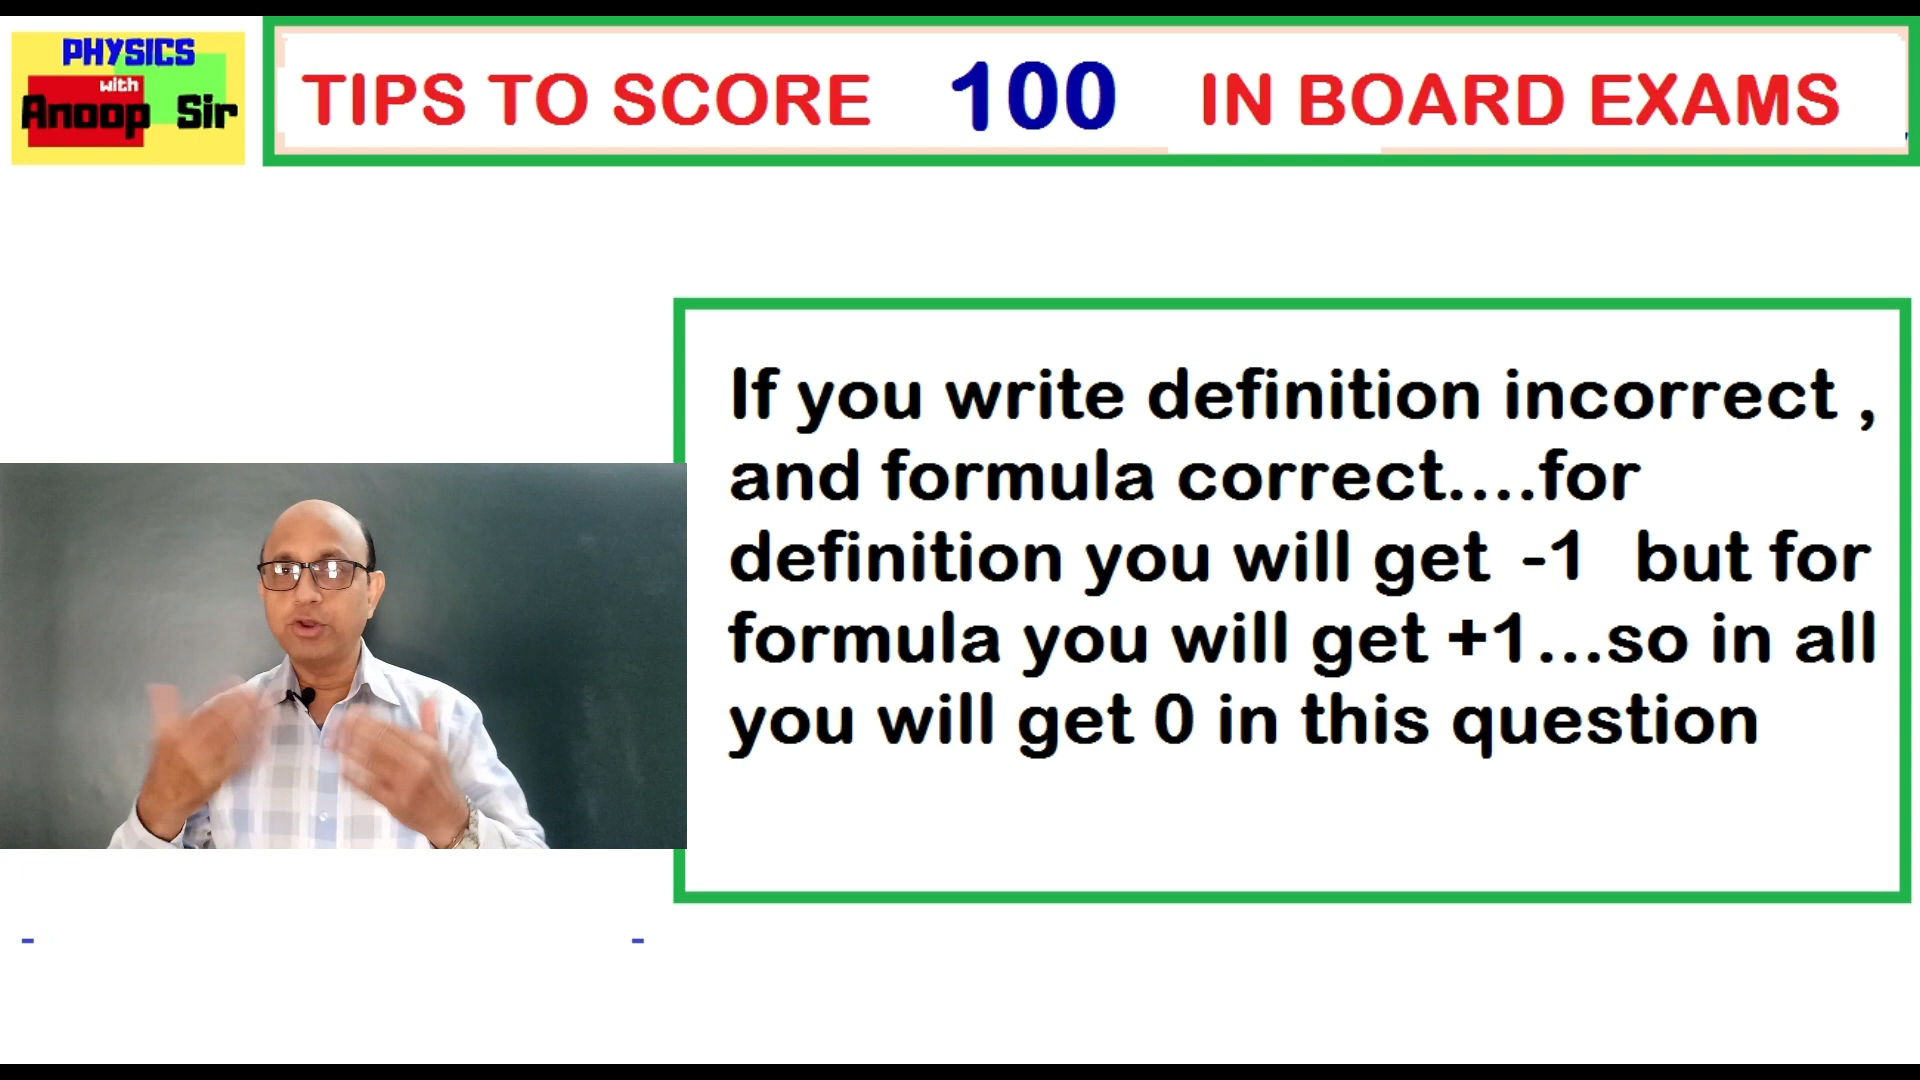 PHYSICS
with
Anoop Sir
TIPS TO SCORE 100 IN BOARD EXAMS
If you write definition incorrect ,
and formula correct....for
definition you will get -1 but for
formula you will get +1...so in all
you will get 0 in this question